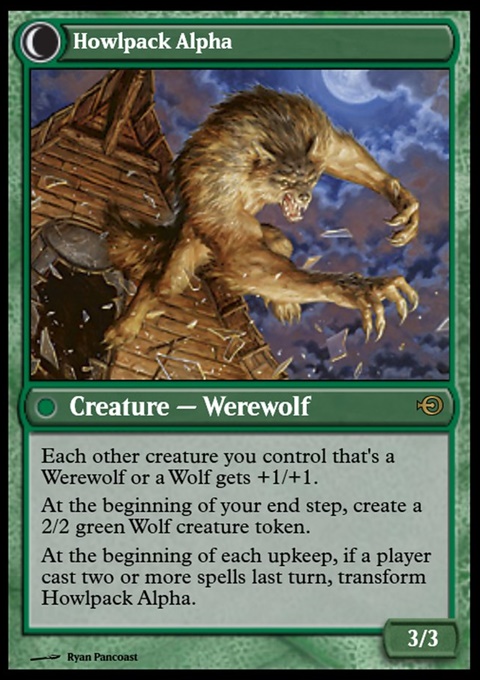 Howlpack Alpha
Creature — Werewolf
Each other creature you control that's a
Werewolf or a Wolf gets +1/+1.
At the beginning of your end step, create a
2/2 green Wolf creature token.
At the beginning of each upkeep, if a player
cast two or more spells last turn, transform
Howlpack Alpha.
3/3
Ryan Pancoast